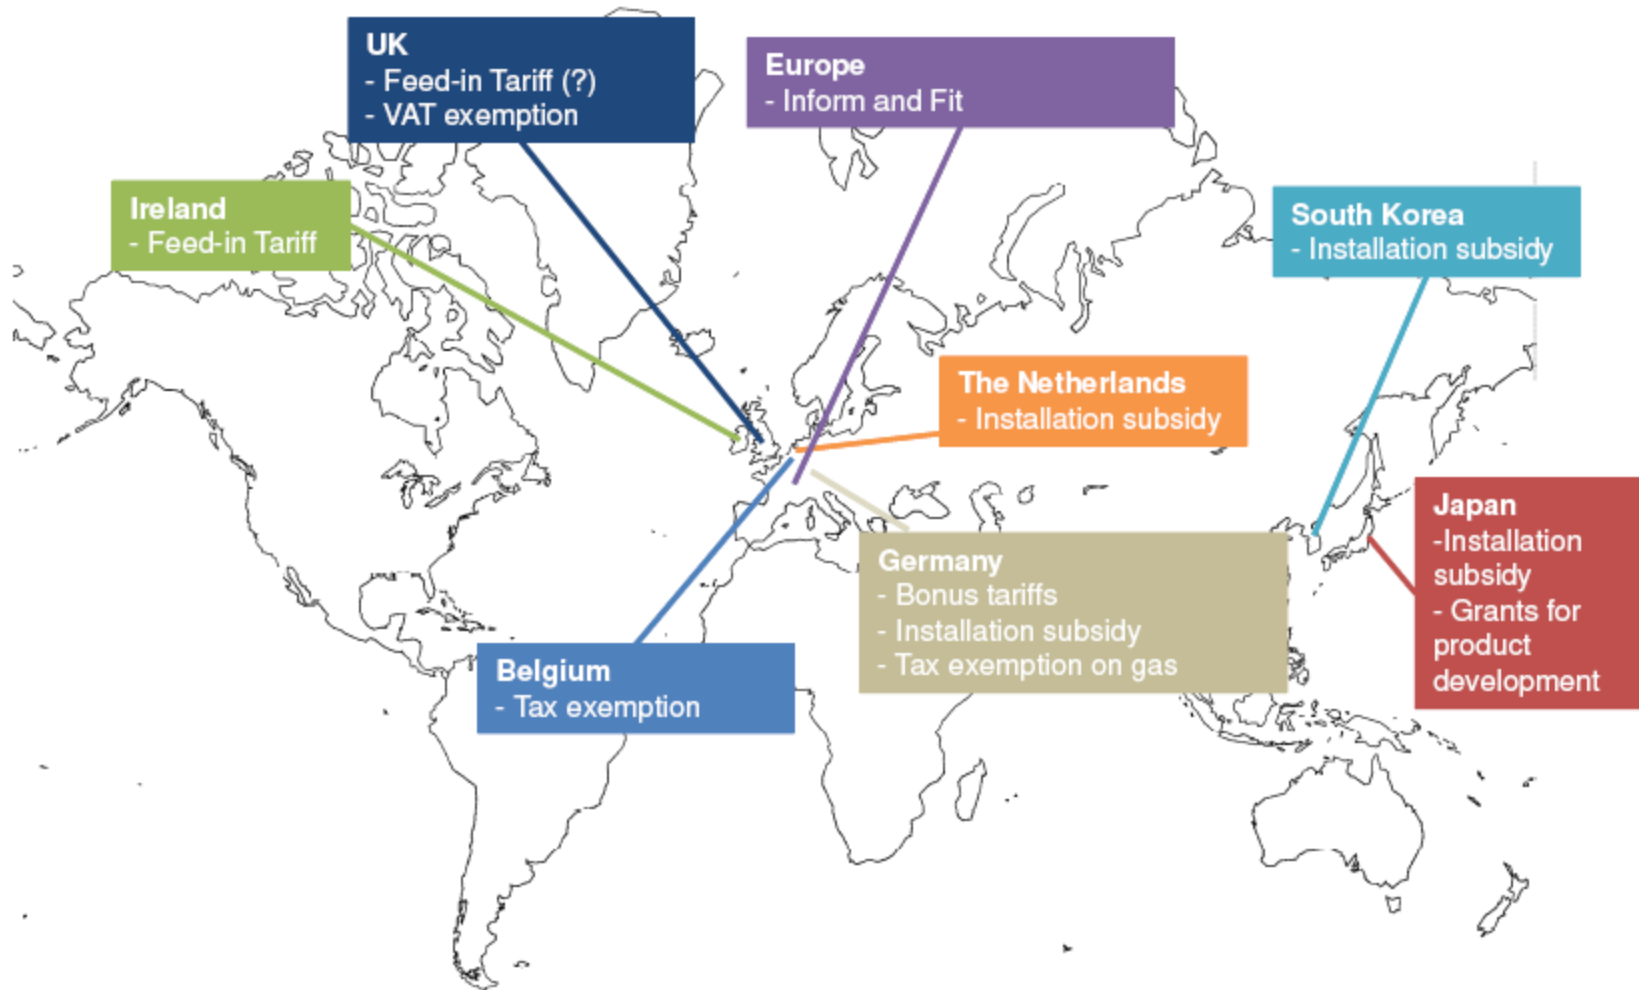 UK
- Feed-in Tariff (?)
- VAT exemption
Europe
- Inform and Fit
Ireland
- Feed-in Tariff
South Korea
- Installation subsidy
The Netherlands
- Installation subsidy
Japan
-Installation
subsidy
- Grants for
product
development
Germany
- Bonus tariffs
- Installation subsidy
- Tax exemption on gas
Belgium
- Tax exemption